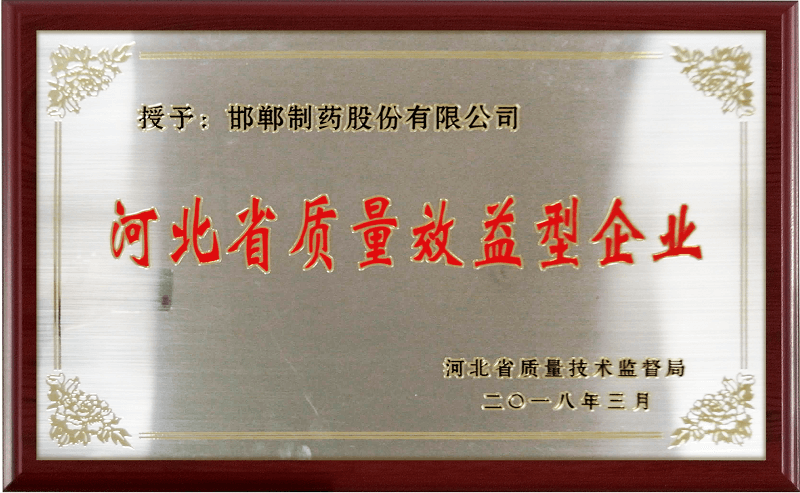 授予：邯郸制药股份有限公司
河北省质量效益型企业
河北省质量技术监督局
二〇一八年三月